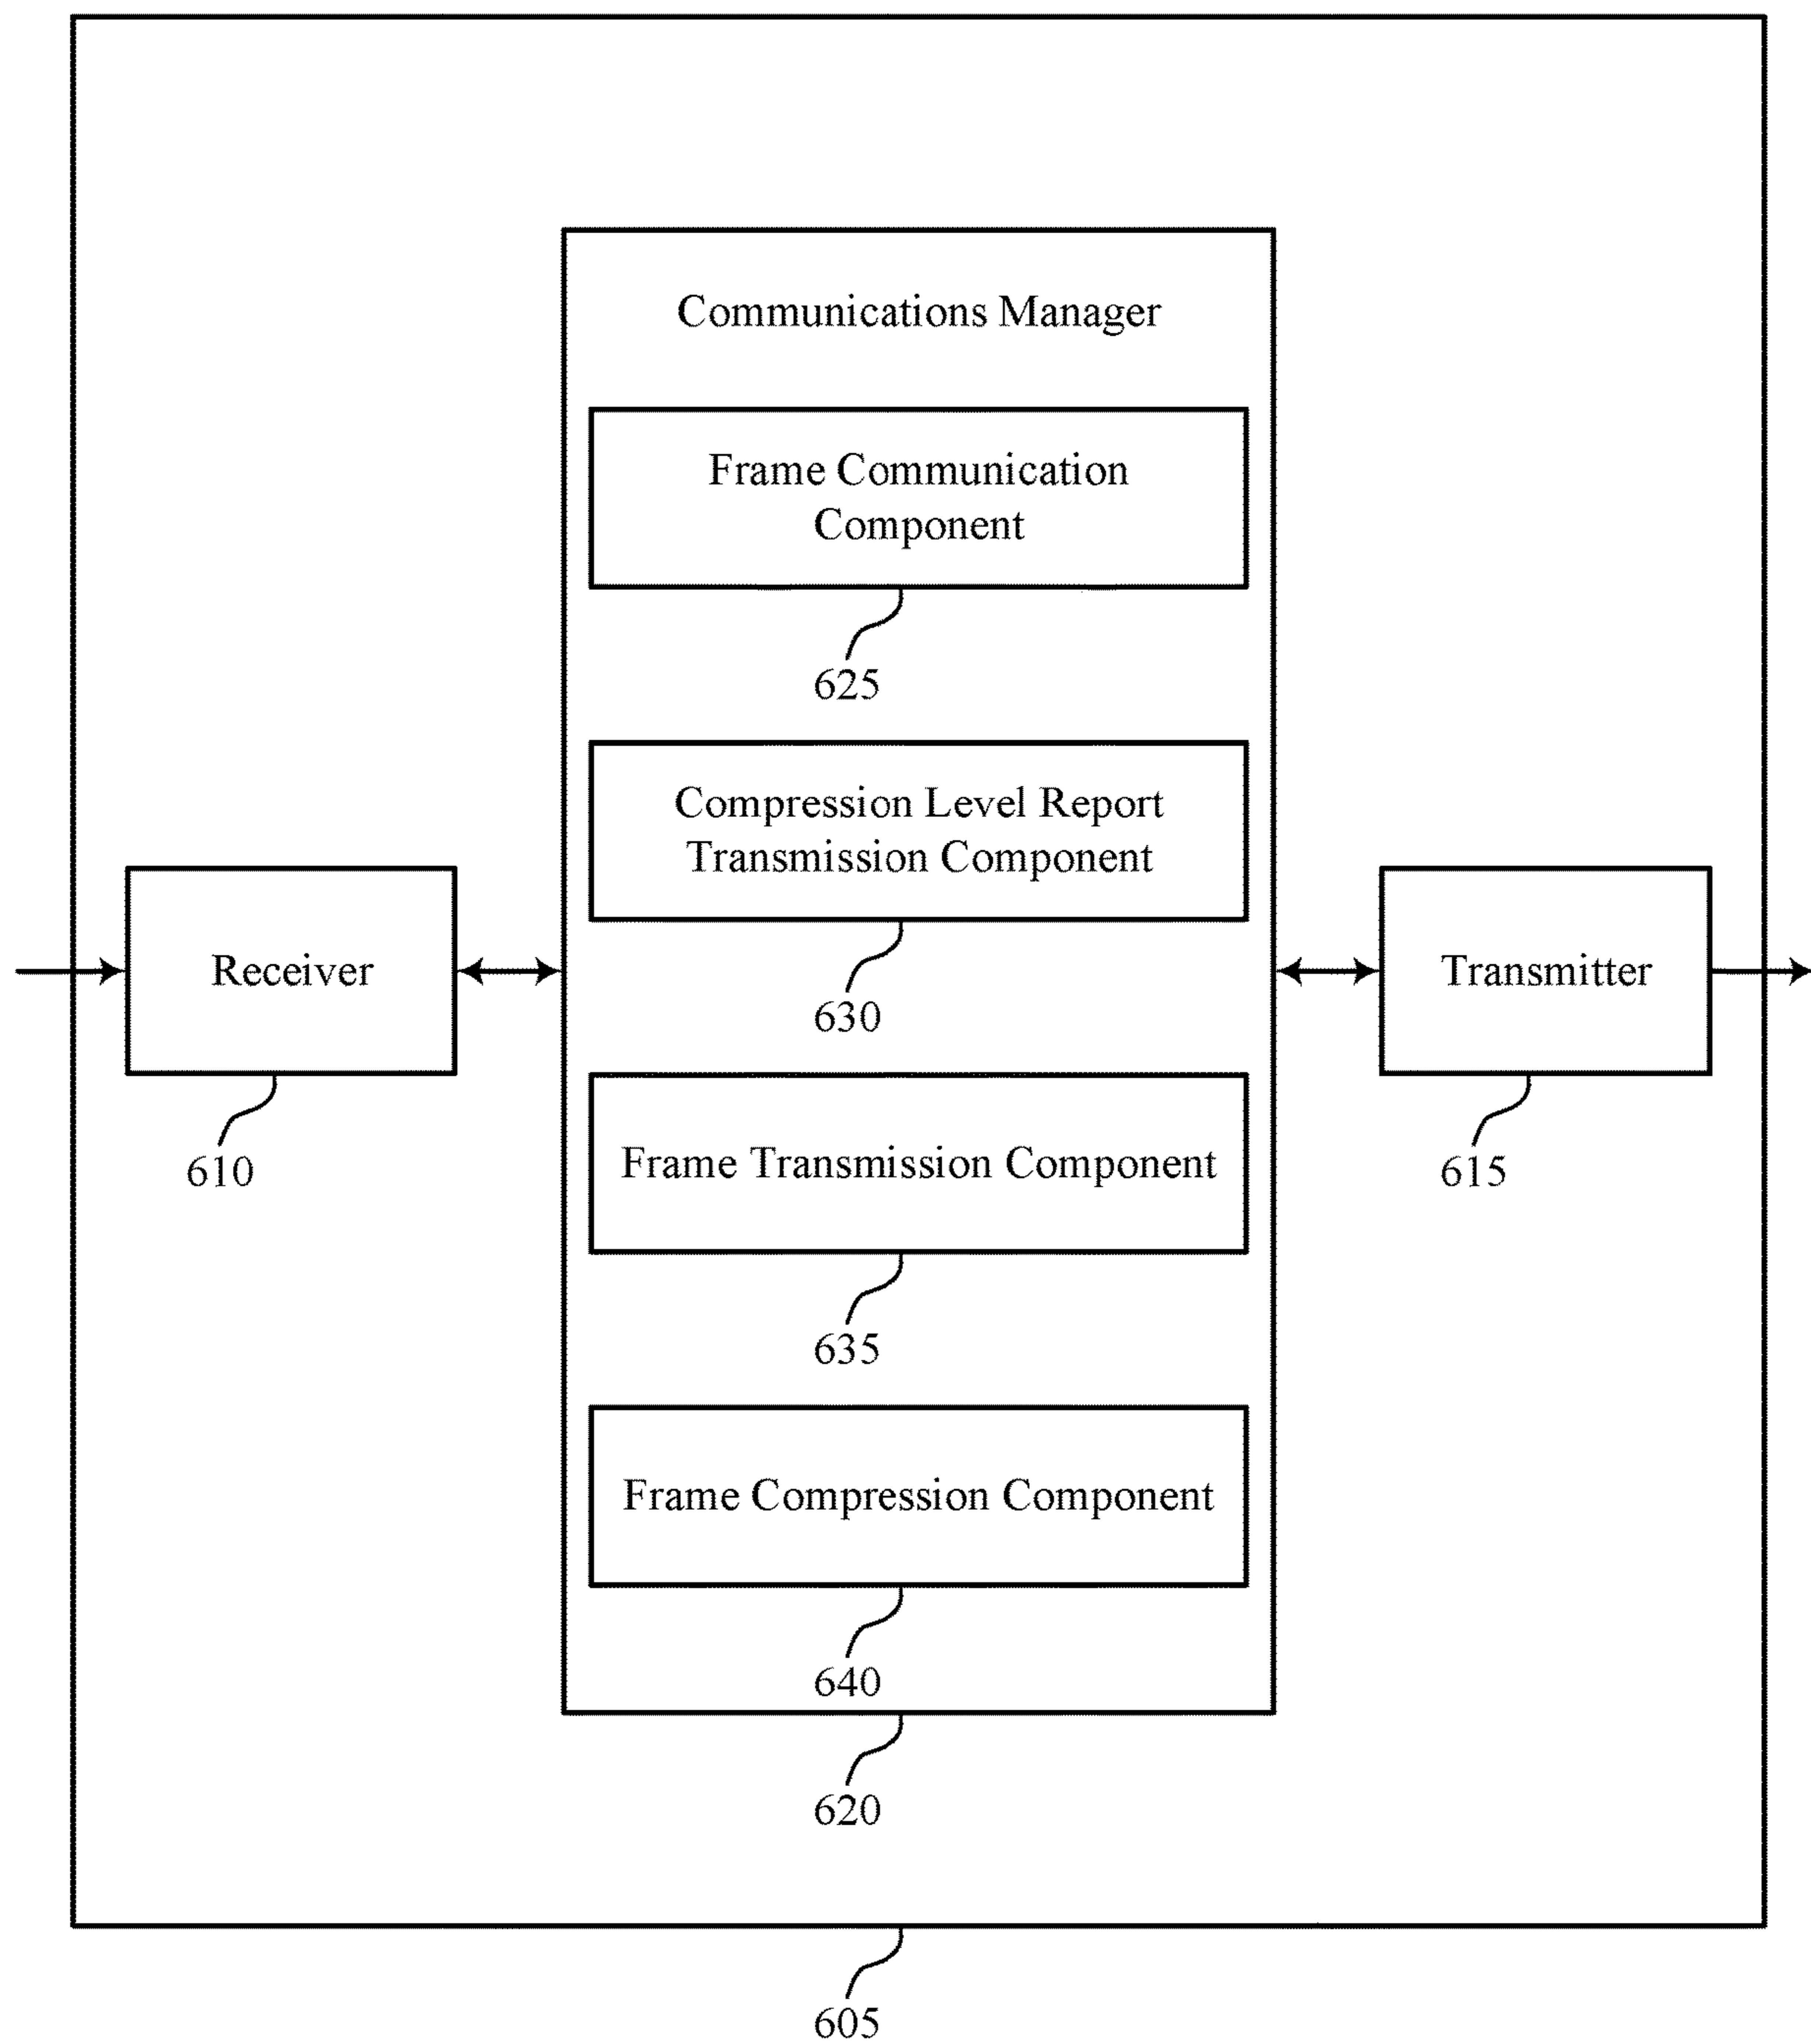 Communications Manager
Frame Communication
Component
625
Compression Level Report
Transmission Component
630
Receiver
610
Transmitter
615
Frame Transmission Component
635
Frame Compression Component
640
620
605